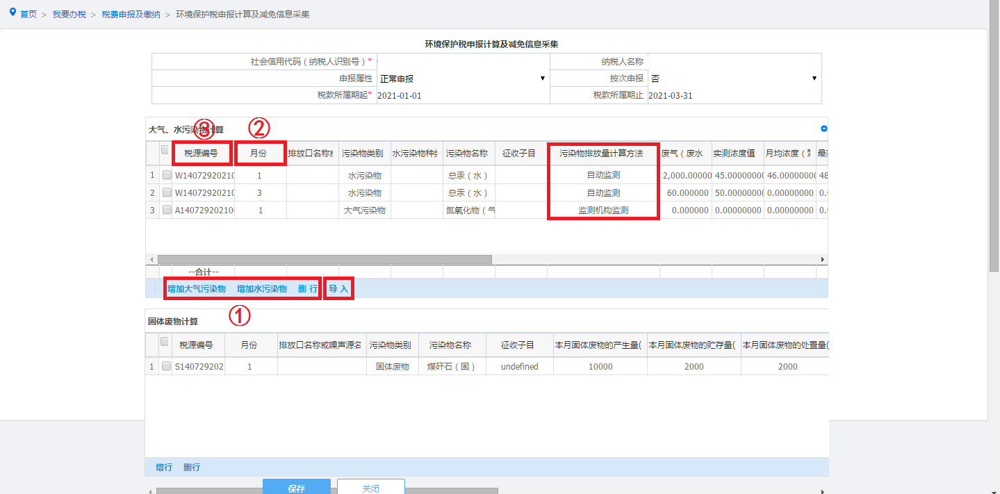 首页 > 我要办税 > 税费申报及缴纳 > 环境保护税申报计算及减免信息采集
环境保护税申报计算及减免信息采集
社会信用代码（纳税人识别号）* 纳税人名称
申报属性 正常申报 按次申报 否
税款所属期起* 2021-01-01 税款所属期止 2021-03-31
大气、水污染物计算 ③ ②
税源编号 月份 排放口名称或 污染物类别 水污染物种类 污染物名称 征收子目 污染物排放量计算方法 废气（废水 实测浓度值 月均浓度（ 最
1 W1407292021 1 水污染物 总汞（水） 自动监测 2,000.00000 45.0000000 46.0000000 48
2 W1407292021 3 水污染物 总汞（水） 自动监测 60.000000 50.0000000 0.00000000 0.
3 A1407292021 1 大气污染物 氮氧化物（气 监测机构监测 0.000000 0.00000000 0.00000000 0.
--合计--
增加大气污染物 增加水污染物 删 行 导 入
①
固体废物计算
税源编号 月份 排放口名称或噪声源名 污染物类别 污染物名称 征收子目 本月固体废物的产生量( 本月固体废物的贮存量( 本月固体废物的处置量(
1 S140729202 1 固体废物 煤矸石（固） undefined 10000 2000 2000
增行 删行
保存 关闭